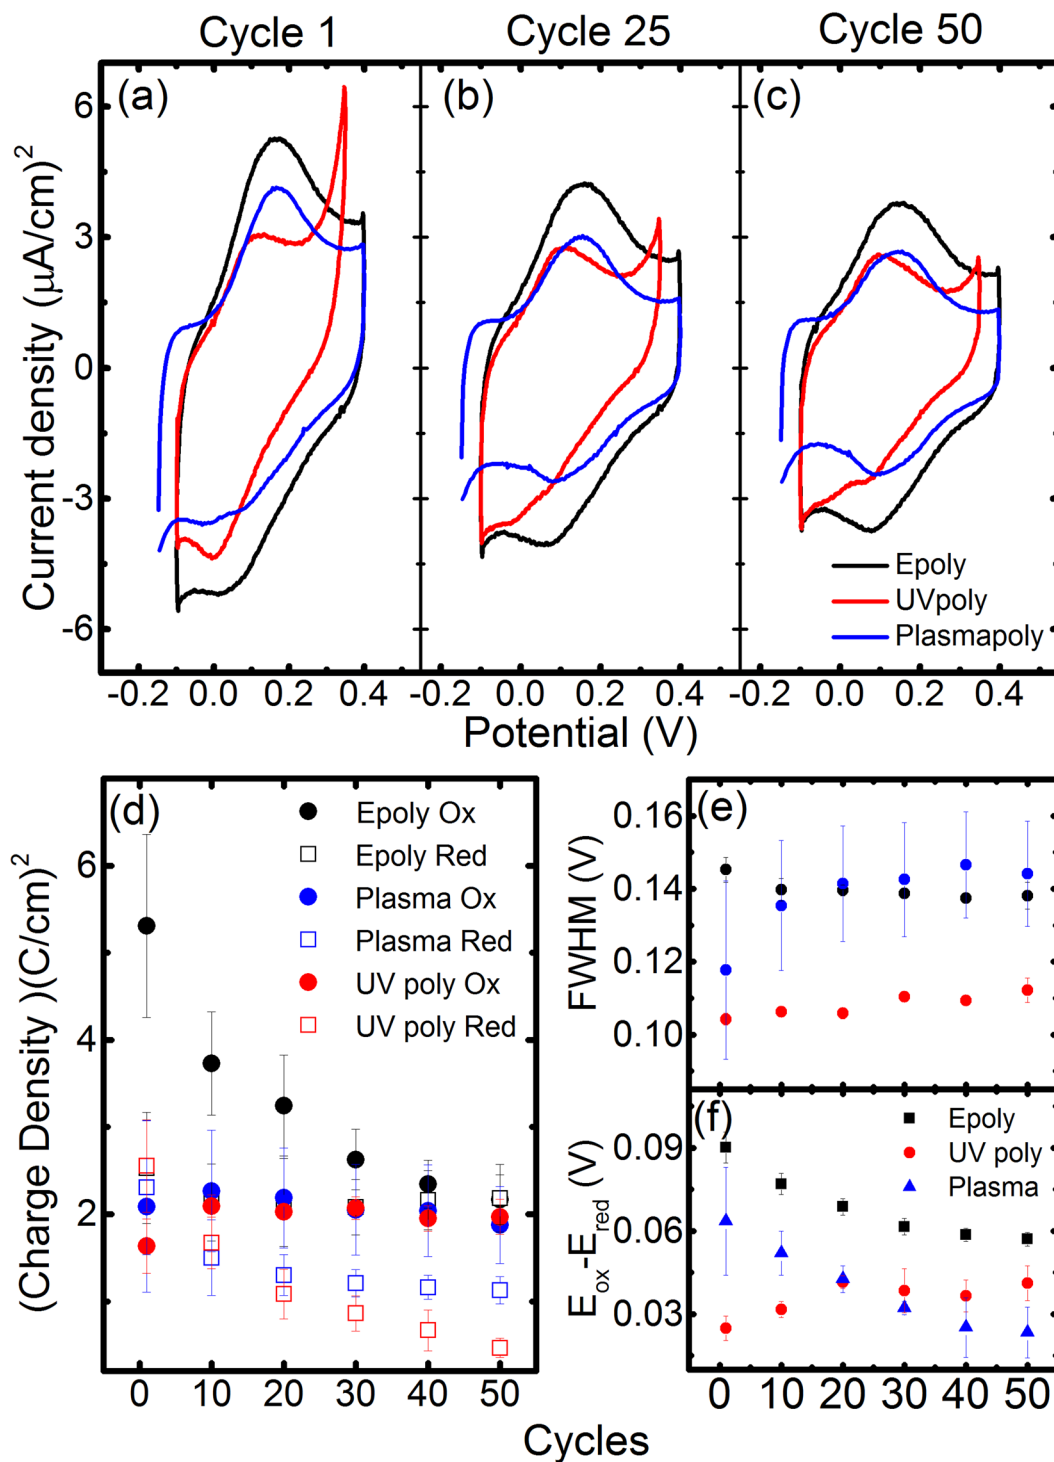 Cycle 1 Cycle 25 Cycle 50
(a) (b) (c)
Current density (μA/cm)²
6
3
0
-3
-6
Epoly
UVpoly
Plasmapoly
-0.2 0.0 0.2 0.4 -0.2 0.0 0.2 0.4 -0.2 0.0 0.2 0.4
Potential (V)
(d)
(Charge Density )(C/cm)²
6
4
2
Epoly Ox
Epoly Red
Plasma Ox
Plasma Red
UV poly Ox
UV poly Red
0 10 20 30 40 50
(e)
FWHM (V)
0.16
0.14
0.12
0.10
(f)
E_ox-E_red (V)
0.09
0.06
0.03
Epoly
UV poly
Plasma
0 10 20 30 40 50
Cycles